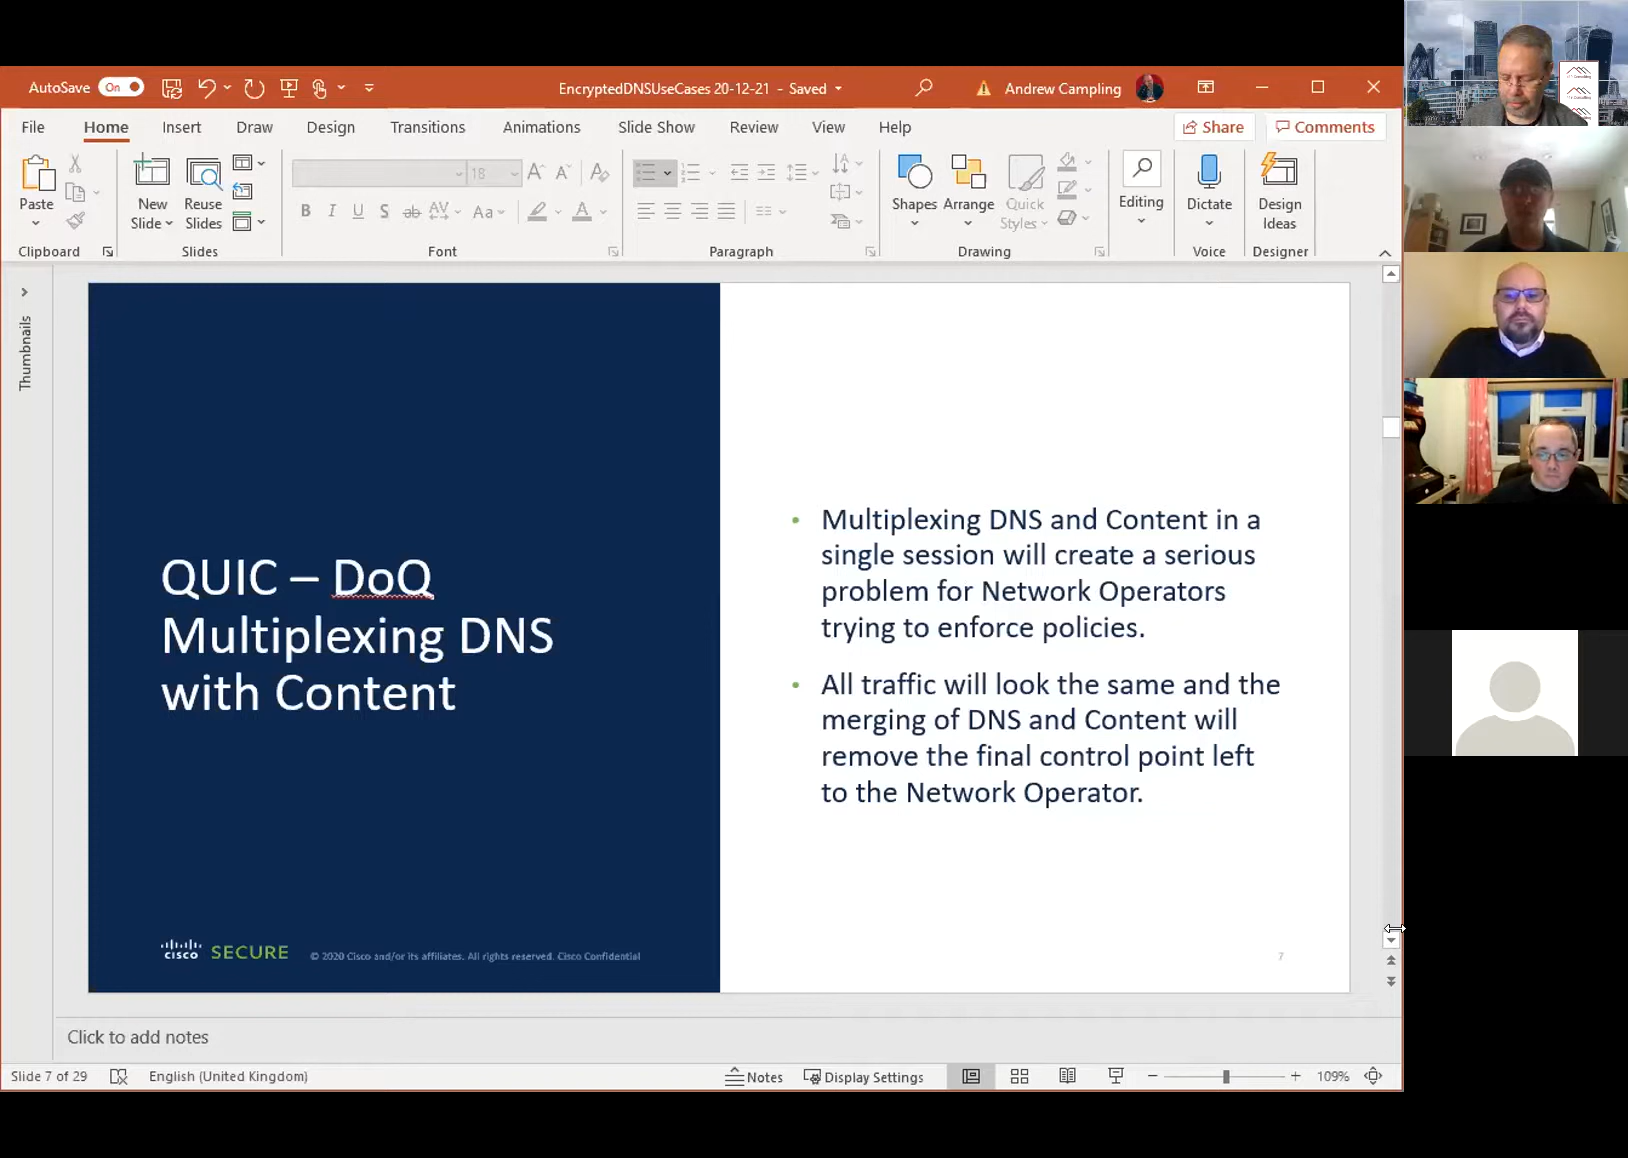 AutoSave On
EncryptedDNSUseCases 20-12-21 - Saved
Andrew Campling
File Home Insert Draw Design Transitions Animations Slide Show Review View Help Share Comments
18
Paste
New Slide
Reuse Slides
B I U S ab AV Aa A
Shapes
Arrange
Quick Styles
Editing
Dictate
Design Ideas
Clipboard Slides Font Paragraph Drawing Voice Designer
Thumbnails
QUIC – DoQ
Multiplexing DNS
with Content
• Multiplexing DNS and Content in a
single session will create a serious
problem for Network Operators
trying to enforce policies.
• All traffic will look the same and the
merging of DNS and Content will
remove the final control point left
to the Network Operator.
cisco SECURE © 2020 Cisco and/or its affiliates. All rights reserved. Cisco Confidential
7
Click to add notes
Slide 7 of 29 English (United Kingdom) Notes Display Settings 109%